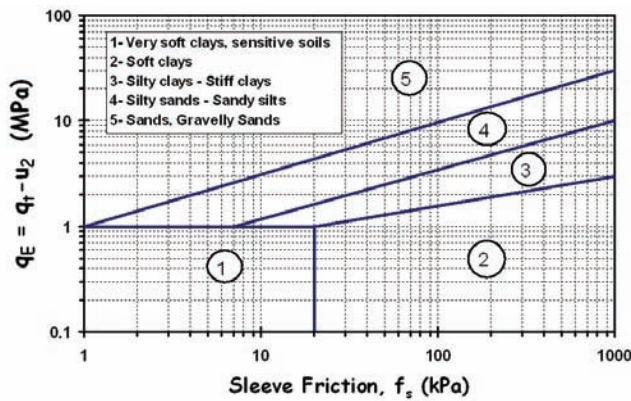 100
10
1
0.1
qE = qt-u2 (MPa)
1- Very soft clays, sensitive soils
2- Soft clays
3- Silty clays - Stiff clays
4- Silty sands - Sandy silts
5- Sands, Gravelly Sands
5
4
3
2
1
1
10
100
1000
Sleeve Friction, fs (kPa)